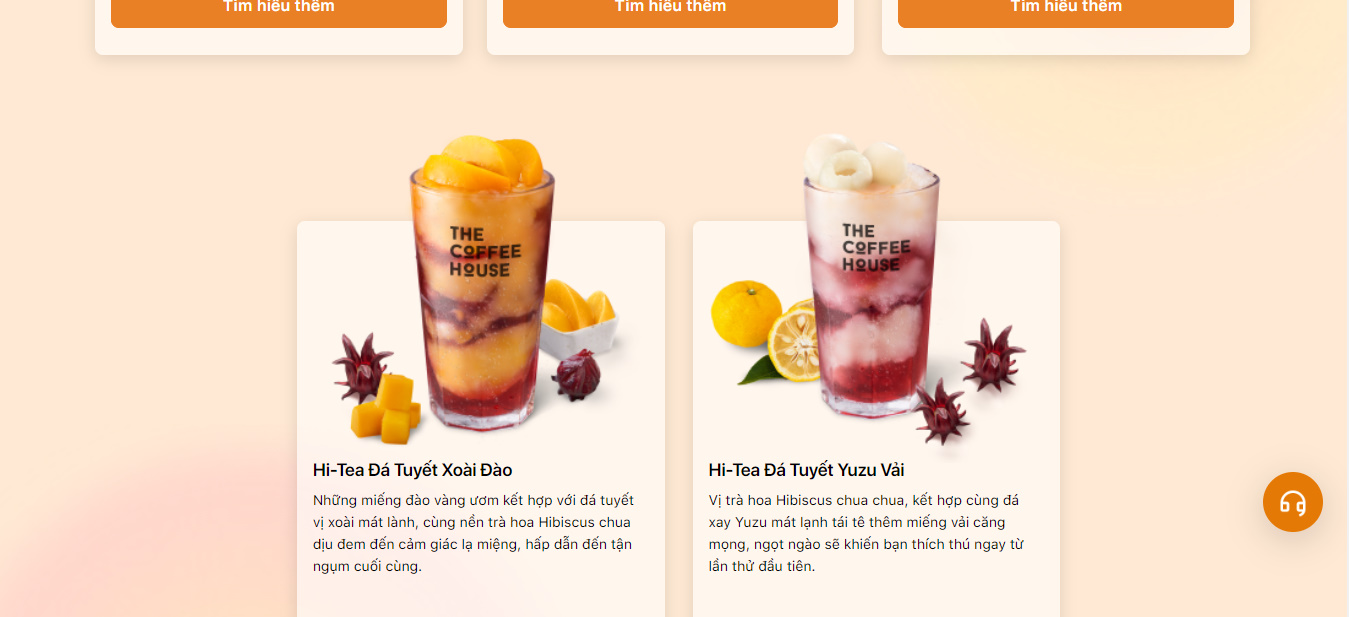 Tìm hiểu thêm
Tìm hiểu thêm
Tìm hiểu thêm
THE
COFFEE
HOUSE
THE
COFFEE
HOUSE
Hi-Tea Đá Tuyết Xoài Đào
Những miếng đào vàng ươm kết hợp với đá tuyết
vị xoài mát lành, cùng nền trà hoa Hibiscus chua
dịu đem đến cảm giác lạ miệng, hấp dẫn đến tận
ngụm cuối cùng.
Hi-Tea Đá Tuyết Yuzu Vải
Vị trà hoa Hibiscus chua chua, kết hợp cùng đá
xay Yuzu mát lạnh tái tê thêm miếng vải căng
mọng, ngọt ngào sẽ khiến bạn thích thú ngay từ
lần thử đầu tiên.